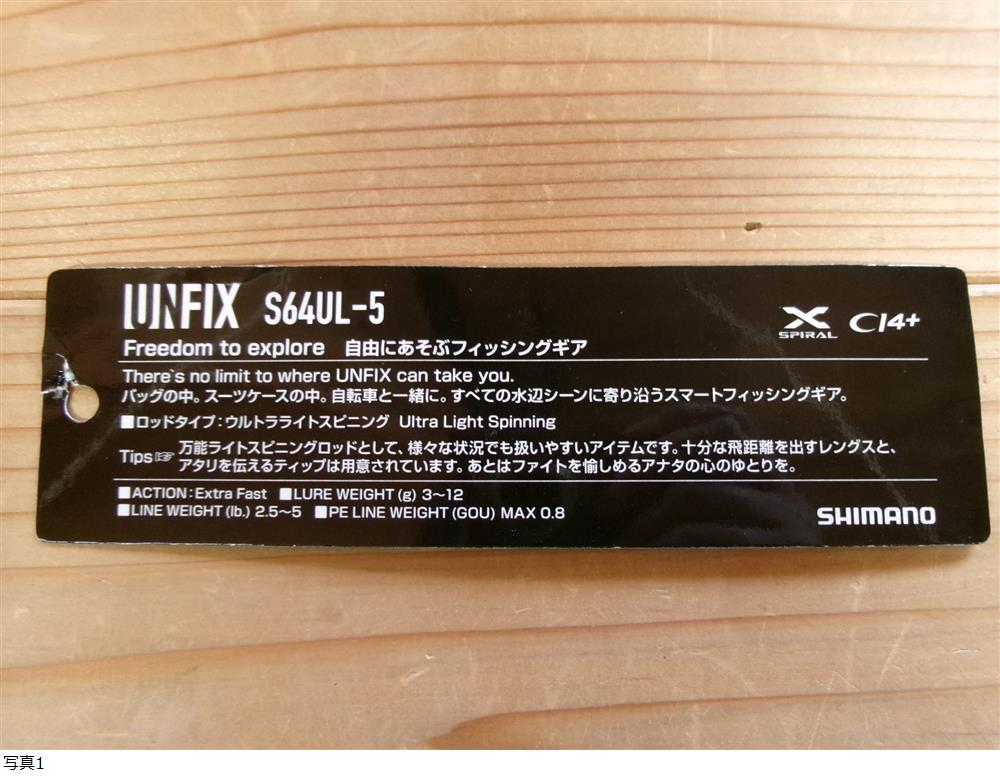 UNFIX S64UL-5
X SPIRAL CI4+
Freedom to explore 自由にあそぶフィッシングギア
There's no limit to where UNFIX can take you.
バッグの中。スーツケースの中。自転車と一緒に。すべての水辺シーンに寄り沿うスマートフィッシングギア。
■ロッドタイプ:ウルトラライトスピニング Ultra Light Spinning
Tips☞ 万能ライトスピニングロッドとして、様々な状況でも扱いやすいアイテムです。十分な飛距離を出すレングスと、
アタリを伝えるティップは用意されています。あとはファイトを愉しめるアナタの心のゆとりを。
■ACTION:Extra Fast ■LURE WEIGHT(g) 3~12
■LINE WEIGHT(lb.) 2.5~5 ■PE LINE WEIGHT(GOU) MAX 0.8
SHIMANO
写真1